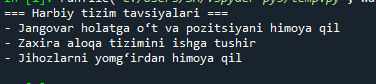 === Harbiy tizim tavsiyalari ===
- Jangovar holatga o‘t va pozitsiyani himoya qil
- Zaxira aloqa tizimini ishga tushir
- Jihozlarni yomg‘irdan himoya qil